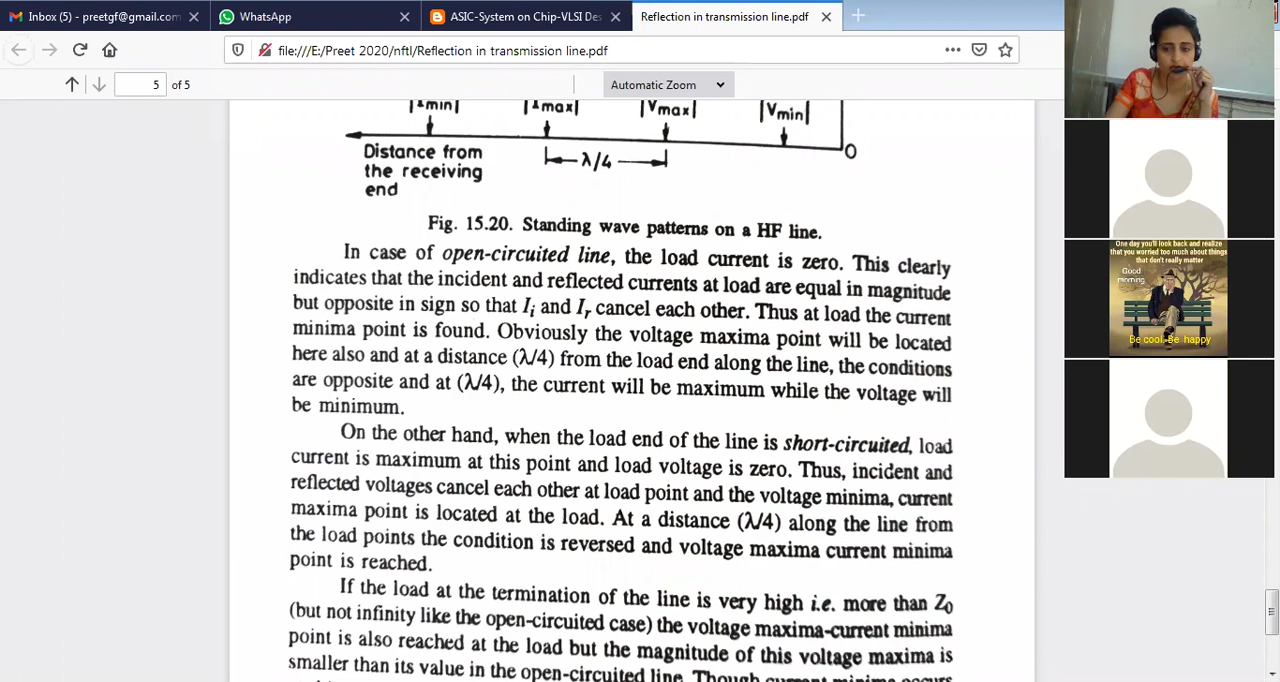 Inbox (5) - preetgf@gmail.com
WhatsApp
ASIC-System on Chip-VLSI Des
Reflection in transmission line.pdf
file:///E:/Preet 2020/nftl/Reflection in transmission line.pdf
5 of 5
Automatic Zoom
|Imin| |Imax| |Vmax| |Vmin|
O
Distance from
the receiving
end
λ/4
Fig. 15.20. Standing wave patterns on a HF line.
In case of open-circuited line, the load current is zero. This clearly
indicates that the incident and reflected currents at load are equal in magnitude
but opposite in sign so that Ii and Ir cancel each other. Thus at load the current
minima point is found. Obviously the voltage maxima point will be located
here also and at a distance (λ/4) from the load end along the line, the conditions
are opposite and at (λ/4), the current will be maximum while the voltage will
be minimum.
On the other hand, when the load end of the line is short-circuited, load
current is maximum at this point and load voltage is zero. Thus, incident and
reflected voltages cancel each other at load point and the voltage minima, current
maxima point is located at the load. At a distance (λ/4) along the line from
the load points the condition is reversed and voltage maxima current minima
point is reached.
If the load at the termination of the line is very high i.e. more than Z0
(but not infinity like the open-circuited case) the voltage maxima-current minima
point is also reached at the load but the magnitude of this voltage maxima is
smaller than its value in the open-circuited line. Though current minima occurs
One day you'll look back and realize
that you worried too much about things
that don't really matter
Good
morning
Be cool. Be happy